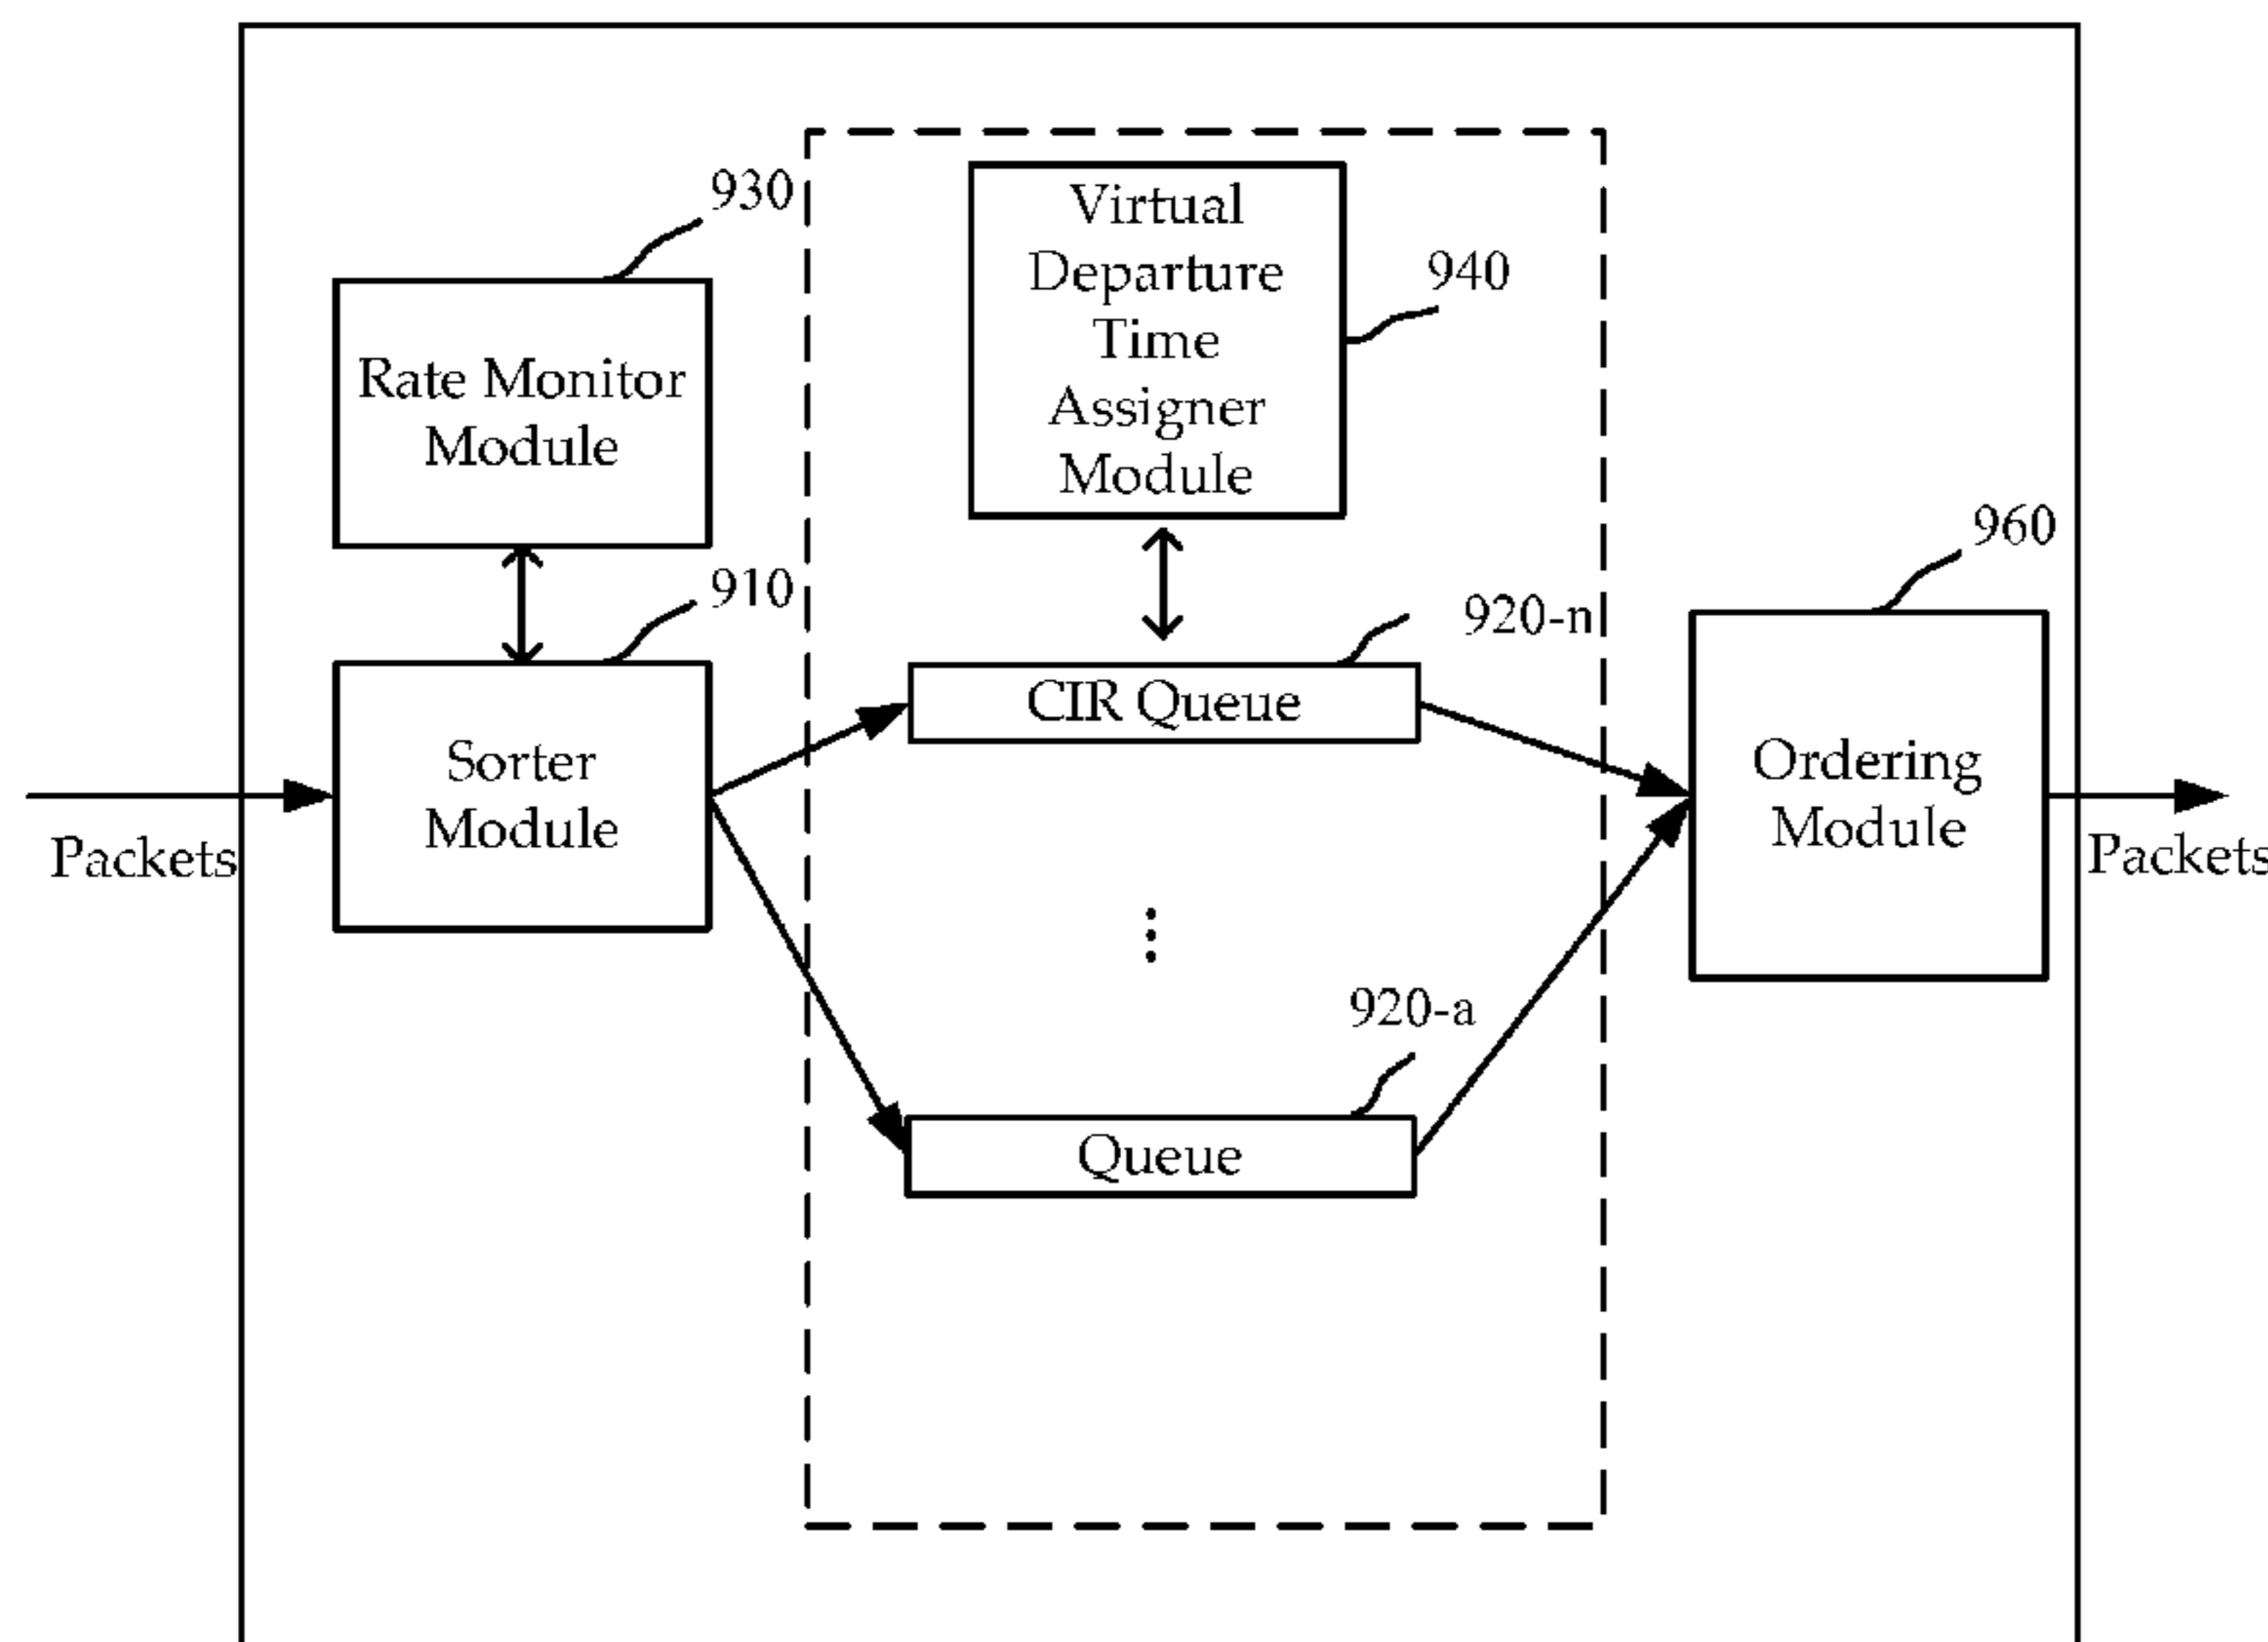 930
Rate Monitor
Module
Virtual
Departure
Time
Assigner
Module
940
910
Sorter
Module
Packets
920-n
CIR Queue
920-a
Queue
960
Ordering
Module
Packets